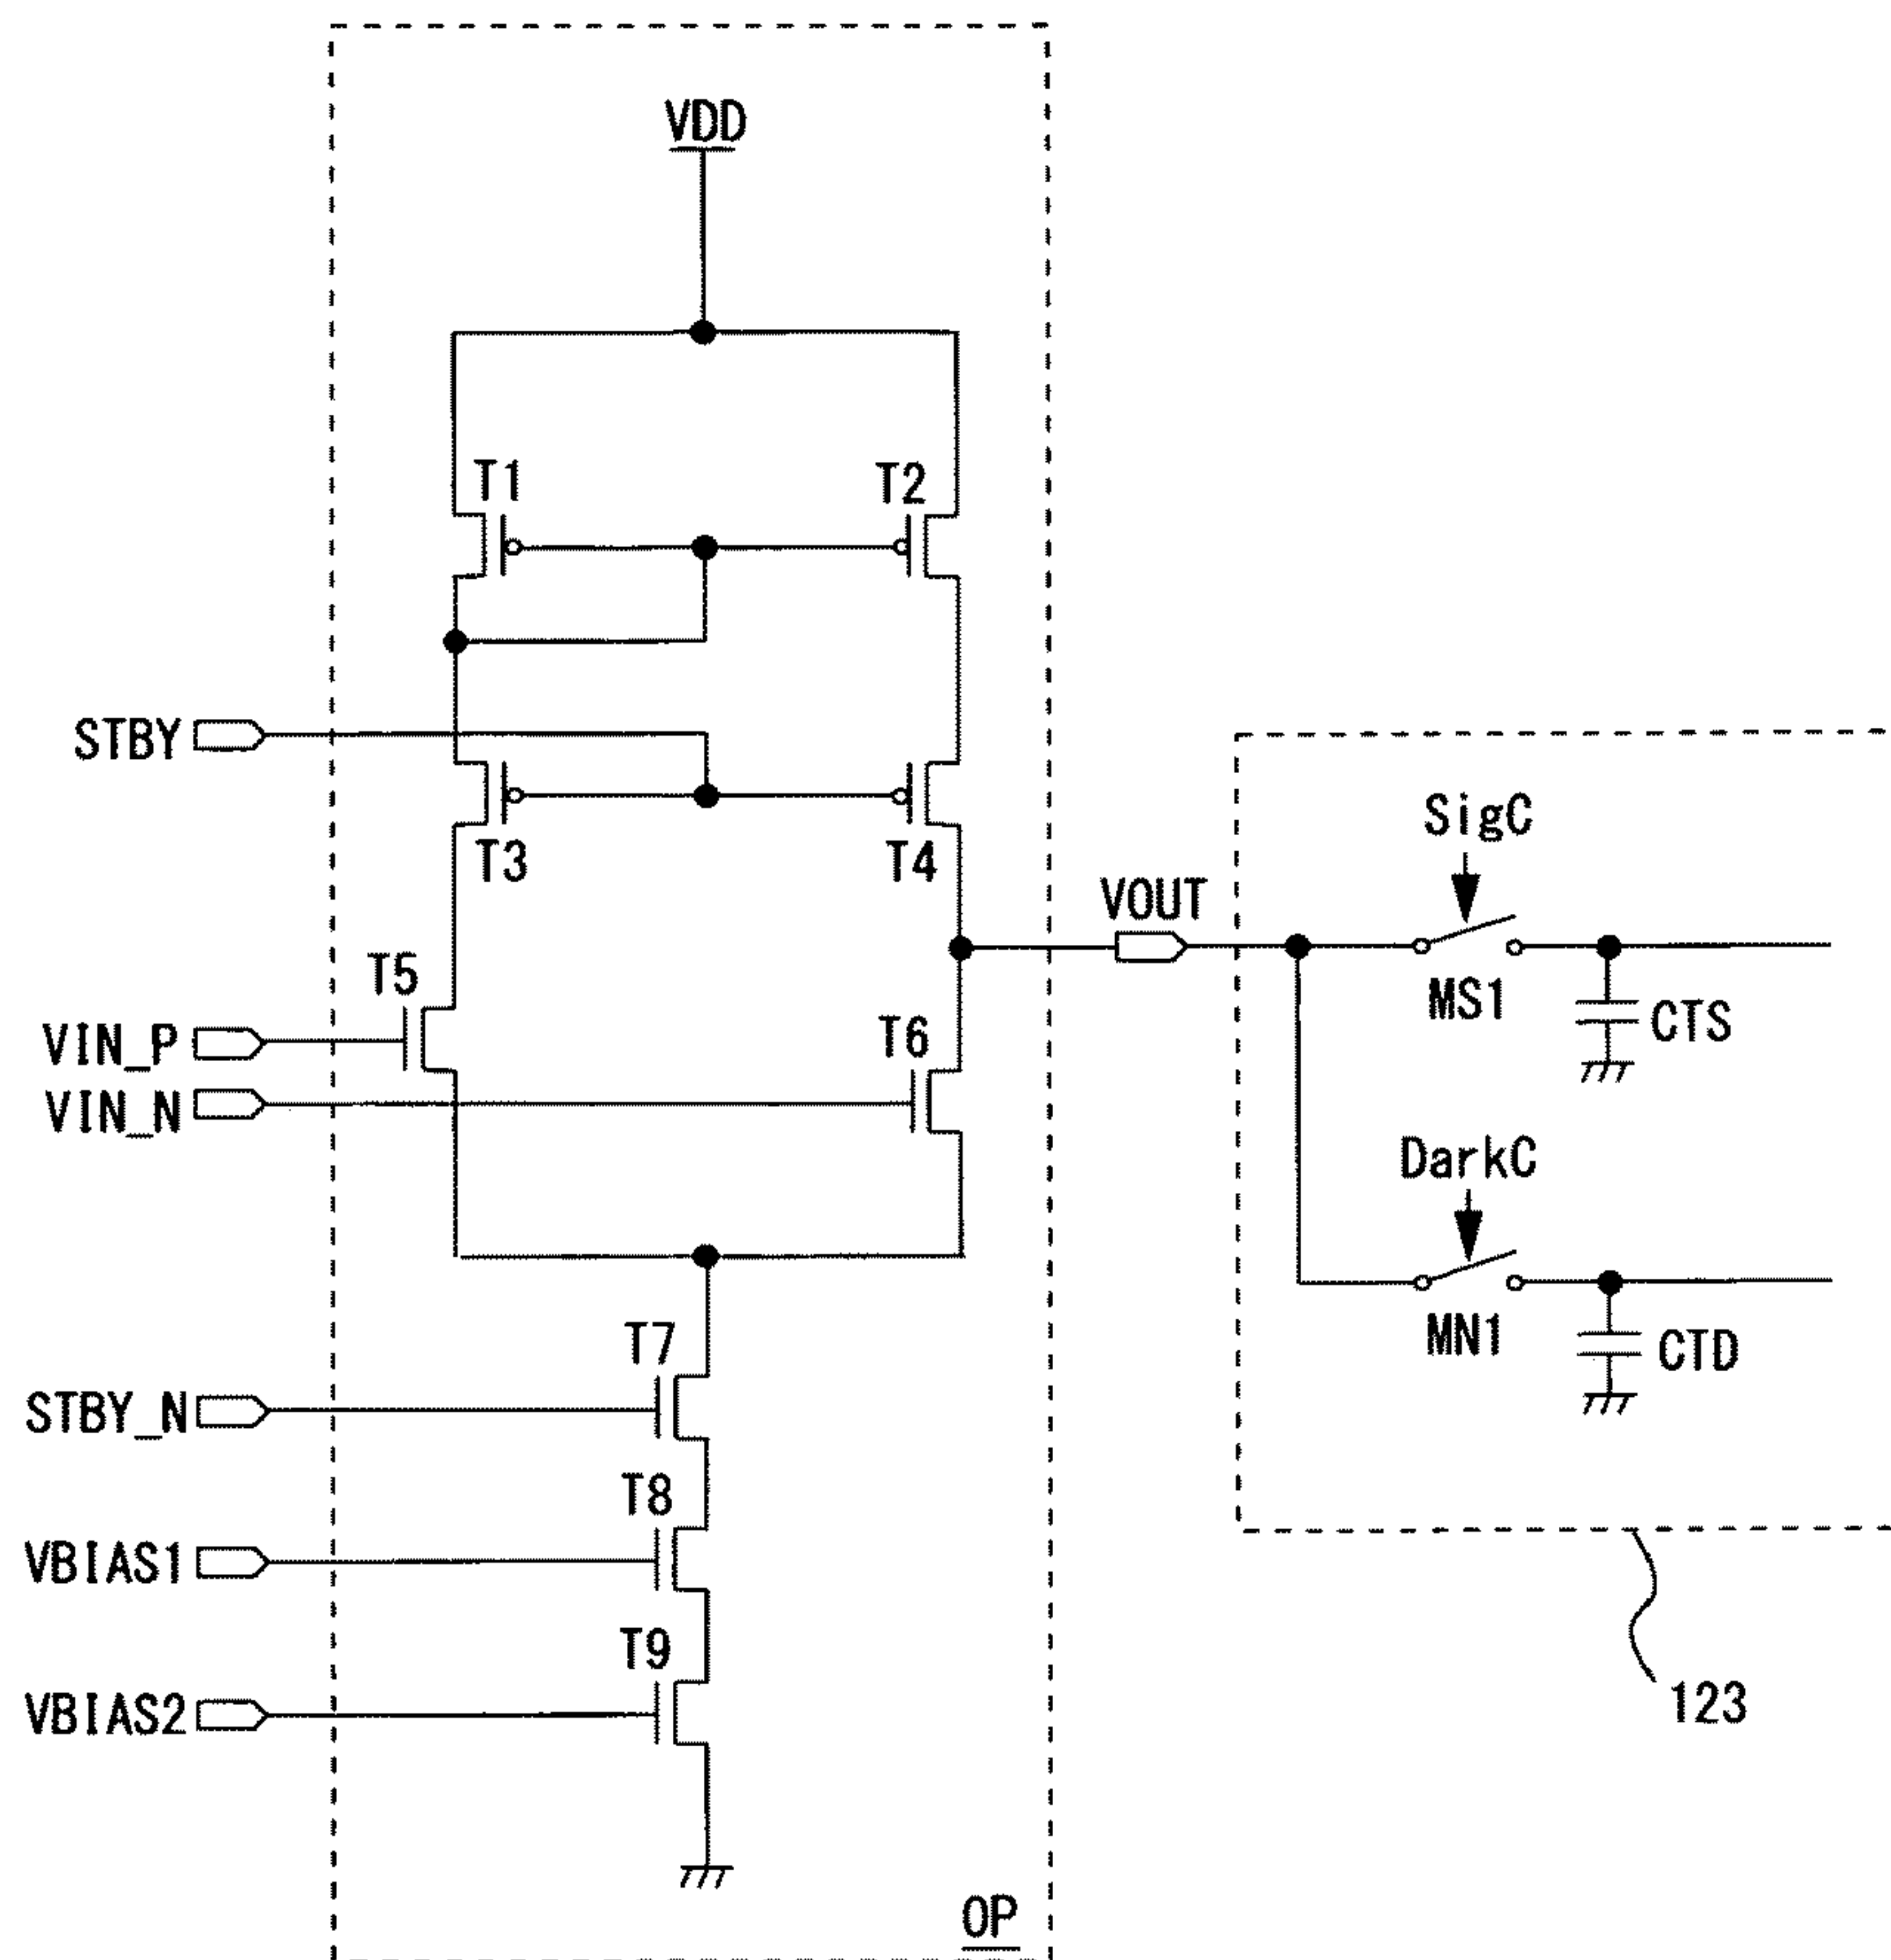 VDD
T1
T2
STBY
T3
T4
SigC
VOUT
MS1
CTS
T5
VIN_P
T6
VIN_N
DarkC
MN1
CTD
T7
STBY_N
T8
VBIAS1
T9
VBIAS2
123
OP